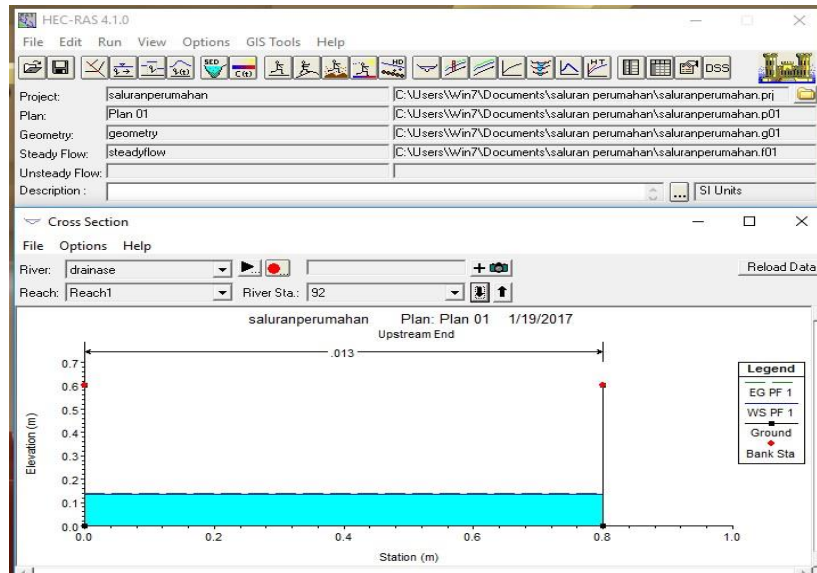 HEC-RAS 4.1.0
File Edit Run View Options GIS Tools Help
SED C(t) HD HT DSS
Project: saluranperumahan C:\Users\Win7\Documents\saluran perumahan\saluranperumahan.prj
Plan: Plan 01 C:\Users\Win7\Documents\saluran perumahan\saluranperumahan.p01
Geometry: geometry C:\Users\Win7\Documents\saluran perumahan\saluranperumahan.g01
Steady Flow: steadyflow C:\Users\Win7\Documents\saluran perumahan\saluranperumahan.f01
Unsteady Flow:
Description : ... SI Units
Cross Section
File Options Help
River: drainase Reload Data
Reach: Reach1 River Sta.: 92
saluranperumahan Plan: Plan 01 1/19/2017
Upstream End
.013
0.7
0.6
0.5
0.4
0.3
0.2
0.1
0.0
Elevation (m)
0.0 0.2 0.4 0.6 0.8 1.0
Station (m)
Legend
EG PF 1
WS PF 1
Ground
Bank Sta